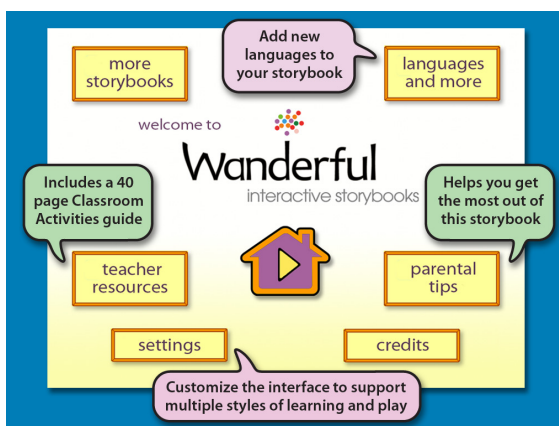 more
storybooks
Add new
languages to
your storybook
languages
and more
welcome to
Wanderful
interactive storybooks
Includes a 40
page Classroom
Activities guide
Helps you get
the most out of
this storybook
teacher
resources
parental
tips
settings
credits
Customize the interface to support
multiple styles of learning and play